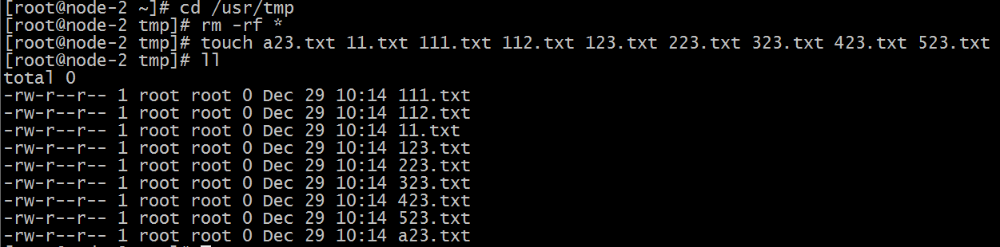 [root@node-2 ~]# cd /usr/tmp
[root@node-2 tmp]# rm -rf *
[root@node-2 tmp]# touch a23.txt 11.txt 111.txt 112.txt 123.txt 223.txt 323.txt 423.txt 523.txt
[root@node-2 tmp]# ll
total 0
-rw-r--r-- 1 root root 0 Dec 29 10:14 111.txt
-rw-r--r-- 1 root root 0 Dec 29 10:14 112.txt
-rw-r--r-- 1 root root 0 Dec 29 10:14 11.txt
-rw-r--r-- 1 root root 0 Dec 29 10:14 123.txt
-rw-r--r-- 1 root root 0 Dec 29 10:14 223.txt
-rw-r--r-- 1 root root 0 Dec 29 10:14 323.txt
-rw-r--r-- 1 root root 0 Dec 29 10:14 423.txt
-rw-r--r-- 1 root root 0 Dec 29 10:14 523.txt
-rw-r--r-- 1 root root 0 Dec 29 10:14 a23.txt